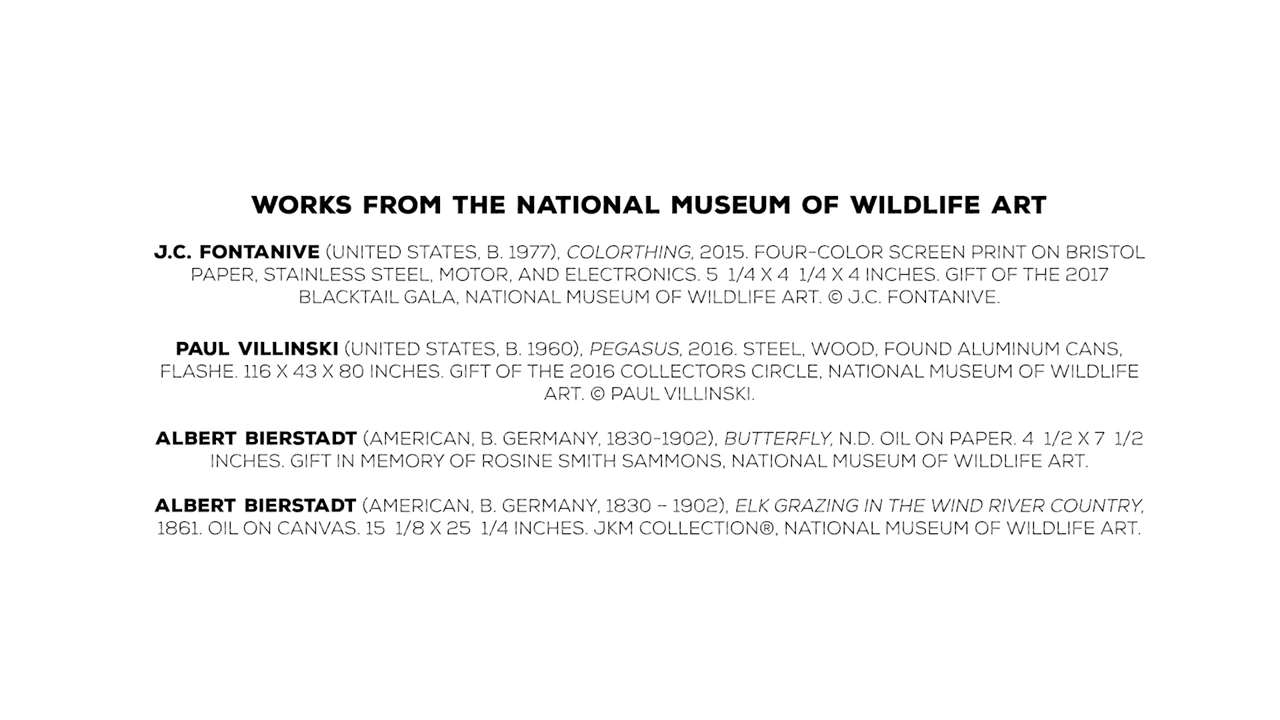 WORKS FROM THE NATIONAL MUSEUM OF WILDLIFE ART
J.C. FONTANIVE (UNITED STATES, B. 1977), COLORTHING, 2015. FOUR-COLOR SCREEN PRINT ON BRISTOL
PAPER, STAINLESS STEEL, MOTOR, AND ELECTRONICS. 5 1/4 X 4 1/4 X 4 INCHES. GIFT OF THE 2017
BLACKTAIL GALA, NATIONAL MUSEUM OF WILDLIFE ART. © J.C. FONTANIVE.
PAUL VILLINSKI (UNITED STATES, B. 1960), PEGASUS, 2016. STEEL, WOOD, FOUND ALUMINUM CANS,
FLASHE. 116 X 43 X 80 INCHES. GIFT OF THE 2016 COLLECTORS CIRCLE, NATIONAL MUSEUM OF WILDLIFE
ART. © PAUL VILLINSKI.
ALBERT BIERSTADT (AMERICAN, B. GERMANY, 1830-1902), BUTTERFLY, N.D. OIL ON PAPER. 4 1/2 X 7 1/2
INCHES. GIFT IN MEMORY OF ROSINE SMITH SAMMONS, NATIONAL MUSEUM OF WILDLIFE ART.
ALBERT BIERSTADT (AMERICAN, B. GERMANY, 1830 – 1902), ELK GRAZING IN THE WIND RIVER COUNTRY,
1861. OIL ON CANVAS. 15 1/8 X 25 1/4 INCHES. JKM COLLECTION®, NATIONAL MUSEUM OF WILDLIFE ART.